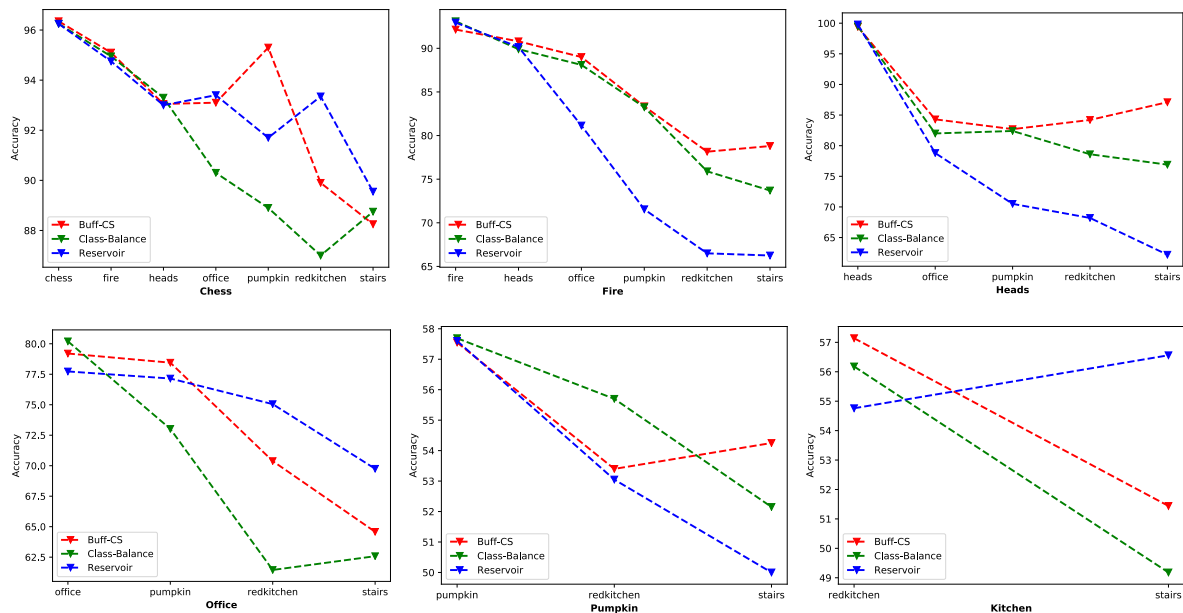 96
94
92
90
88
Accuracy
Buff-CS
Class-Balance
Reservoir
chess fire heads office pumpkin redkitchen stairs
Chess
90
85
80
75
70
65
Accuracy
Buff-CS
Class-Balance
Reservoir
fire heads office pumpkin redkitchen stairs
Fire
100
95
90
85
80
75
70
65
Accuracy
Buff-CS
Class-Balance
Reservoir
heads office pumpkin redkitchen stairs
Heads
80,0
77.5
75.0
72.5
70.0
67.5
65,0
62.5
Accuracy
Buff-CS
Class-Balance
Reservoir
office pumpkin redkitchen stairs
Office
58
57
56
55
54
53
52
51
50
Accuracy
Buff-CS
Class-Balance
Reservoir
pumpkin redkitchen stairs
Pumpkin
57
56
55
54
53
52
51
50
49
Accuracy
Buff-CS
Class-Balance
Reservoir
redkitchen stairs
Kitchen